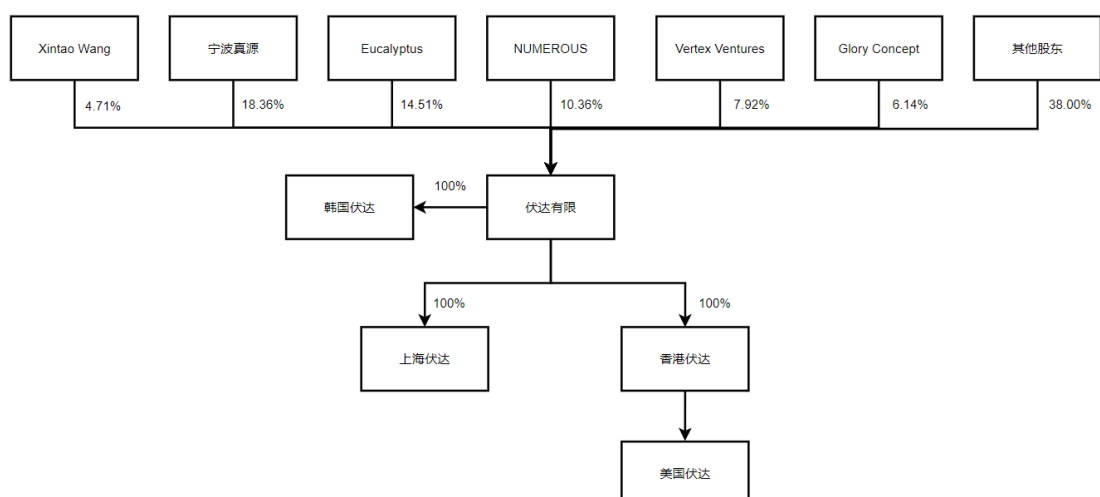 Xintao Wang
宁波真源
Eucalyptus
NUMEROUS
Vertex Ventures
Glory Concept
其他股东
4.71%
18.36%
14.51%
10.36%
7.92%
6.14%
38.00%
100%
韩国伏达
伏达有限
100%
100%
上海伏达
香港伏达
美国伏达